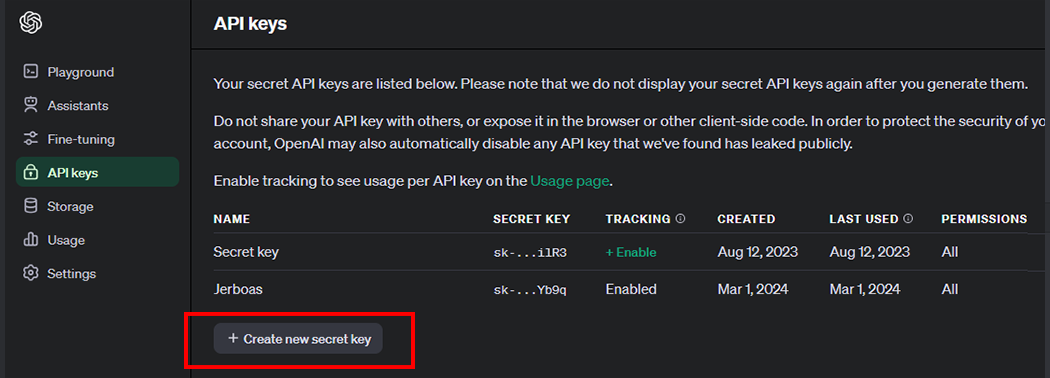 API keys
Playground
Assistants
Fine-tuning
API keys
Storage
Usage
Settings
Your secret API keys are listed below. Please note that we do not display your secret API keys again after you generate them.
Do not share your API key with others, or expose it in the browser or other client-side code. In order to protect the security of yo
account, OpenAI may also automatically disable any API key that we've found has leaked publicly.
Enable tracking to see usage per API key on the Usage page.
NAME SECRET KEY TRACKING CREATED LAST USED PERMISSIONS
Secret key sk-...ilR3 + Enable Aug 12, 2023 Aug 12, 2023 All
Jerboas sk-...Yb9q Enabled Mar 1, 2024 Mar 1, 2024 All
+ Create new secret key